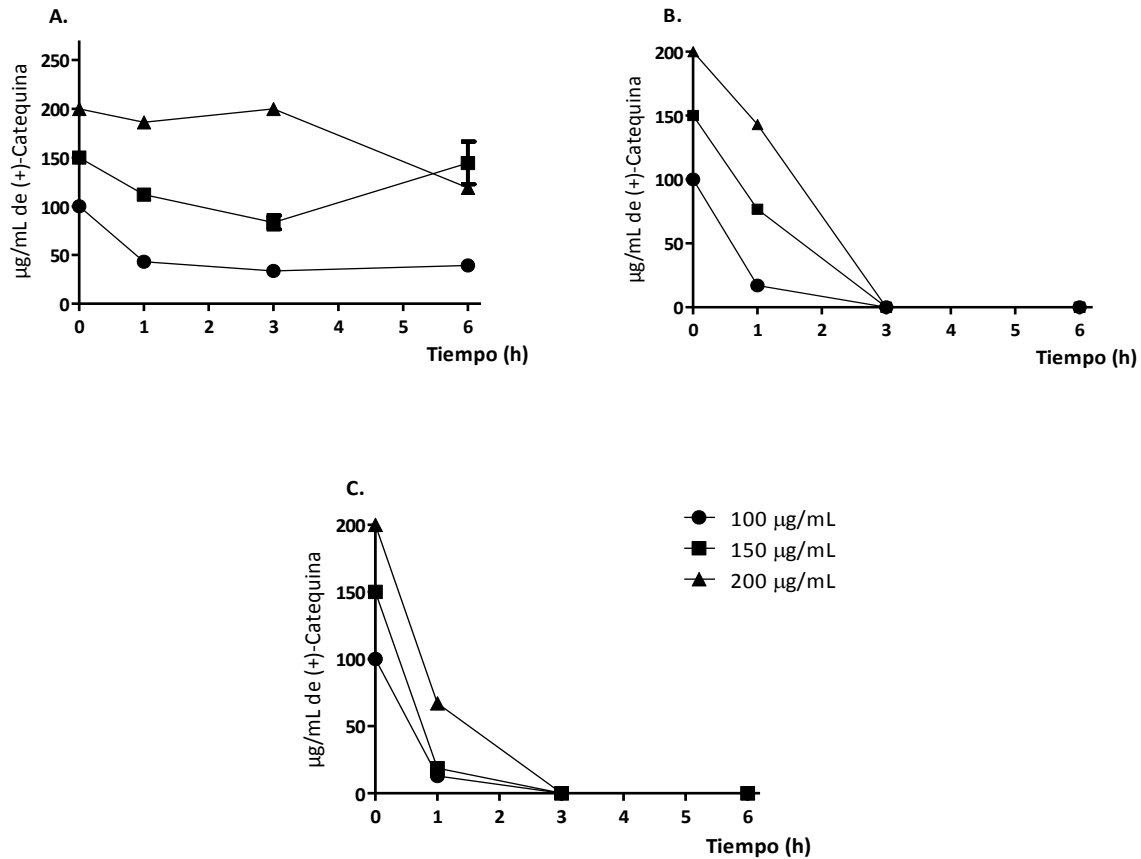 A.
µg/mL de (+)-Catequina
250
200
150
100
50
0
0 1 2 3 4 5 6
Tiempo (h)
B.
µg/mL de (+)-Catequina
200
150
100
50
0
0 1 2 3 4 5 6
Tiempo (h)
C.
µg/mL de (+)-Catequina
200
150
100
50
0
0 1 2 3 4 5 6
Tiempo (h)
100 µg/mL
150 µg/mL
200 µg/mL